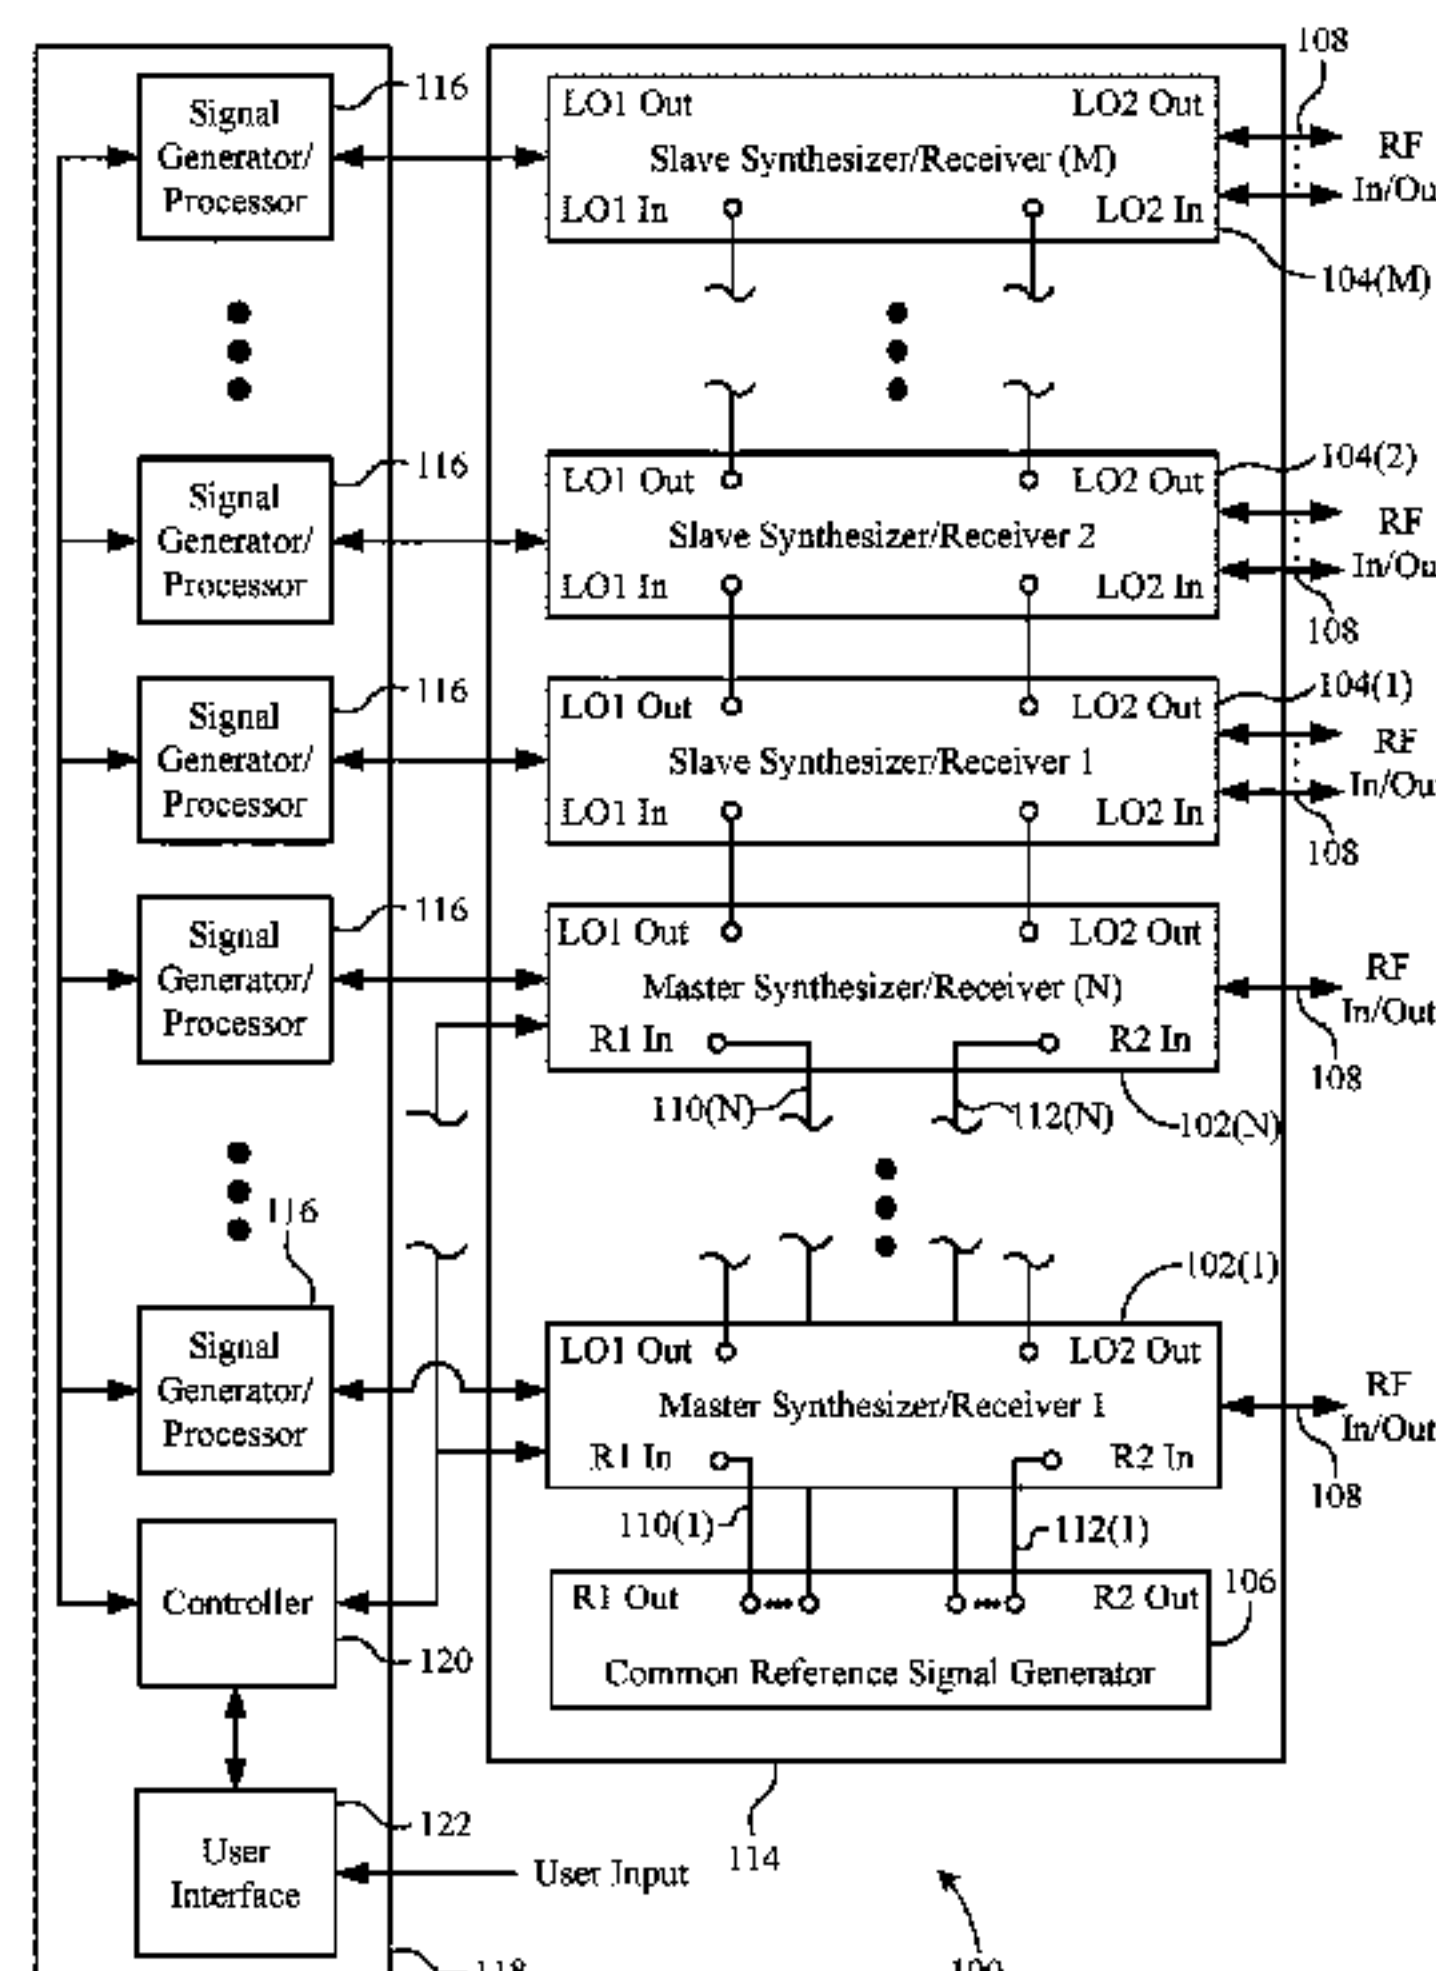 108
116
Signal
Generator/
Processor
LO1 Out
LO2 Out
Slave Synthesizer/Receiver (M)
LO1 In
LO2 In
RF
In/Ou
104(M)
116
Signal
Generator/
Processor
104(2)
LO1 Out
LO2 Out
Slave Synthesizer/Receiver 2
LO1 In
LO2 In
RF
In/Ou
108
116
Signal
Generator/
Processor
104(1)
LO1 Out
LO2 Out
Slave Synthesizer/Receiver 1
LO1 In
LO2 In
RF
In/Ou
108
116
Signal
Generator/
Processor
LO1 Out
LO2 Out
Master Synthesizer/Receiver (N)
R1 In
R2 In
RF
In/Out
108
110(N)
112(N)
102(N)
116
102(1)
Signal
Generator/
Processor
LO1 Out
LO2 Out
Master Synthesizer/Receiver 1
R1 In
R2 In
RF
In/Out
108
110(1)
112(1)
Controller
120
R1 Out
R2 Out
106
Common Reference Signal Generator
122
User
Interface
User Input
114
118
100